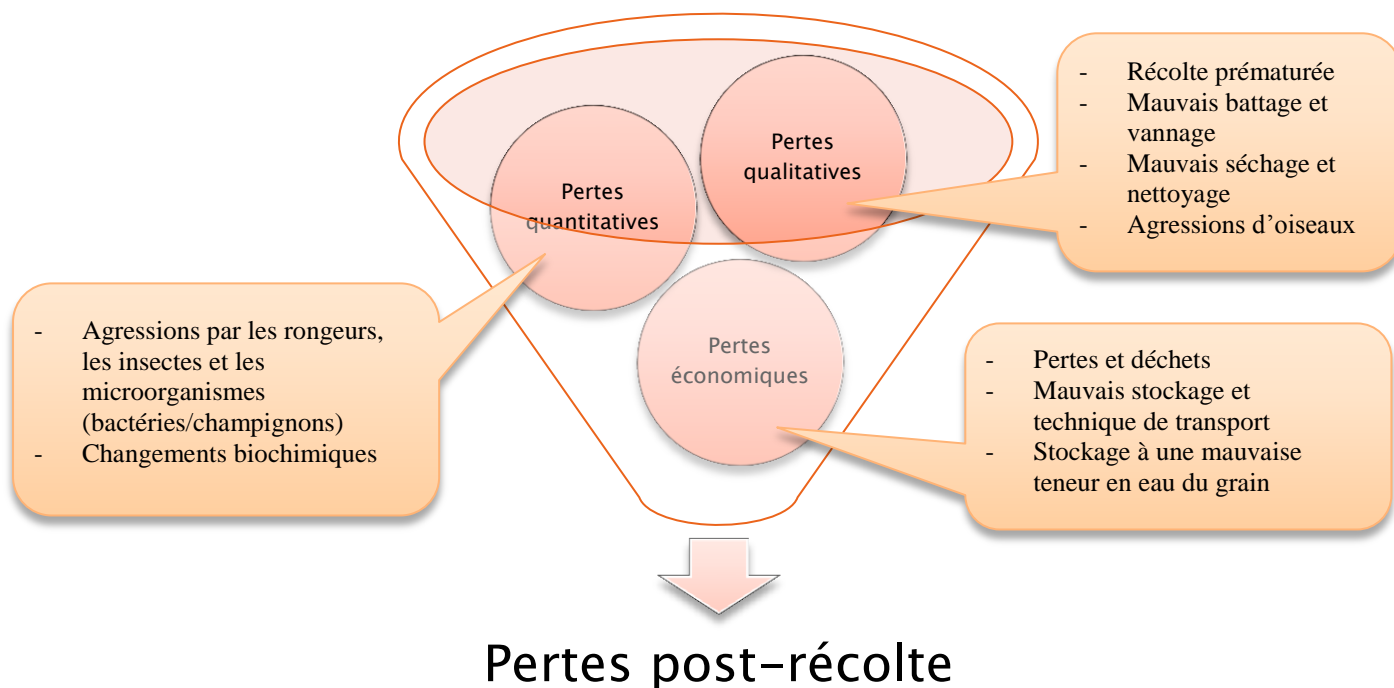 - Récolte prématurée
- Mauvais battage et
vannage
- Mauvais séchage et
nettoyage
- Agressions d’oiseaux
Pertes
qualitatives
Pertes
quantitatives
- Agressions par les rongeurs,
les insectes et les
microorganismes
(bactéries/champignons)
- Changements biochimiques
Pertes
économiques
- Pertes et déchets
- Mauvais stockage et
technique de transport
- Stockage à une mauvaise
teneur en eau du grain
Pertes post-récolte